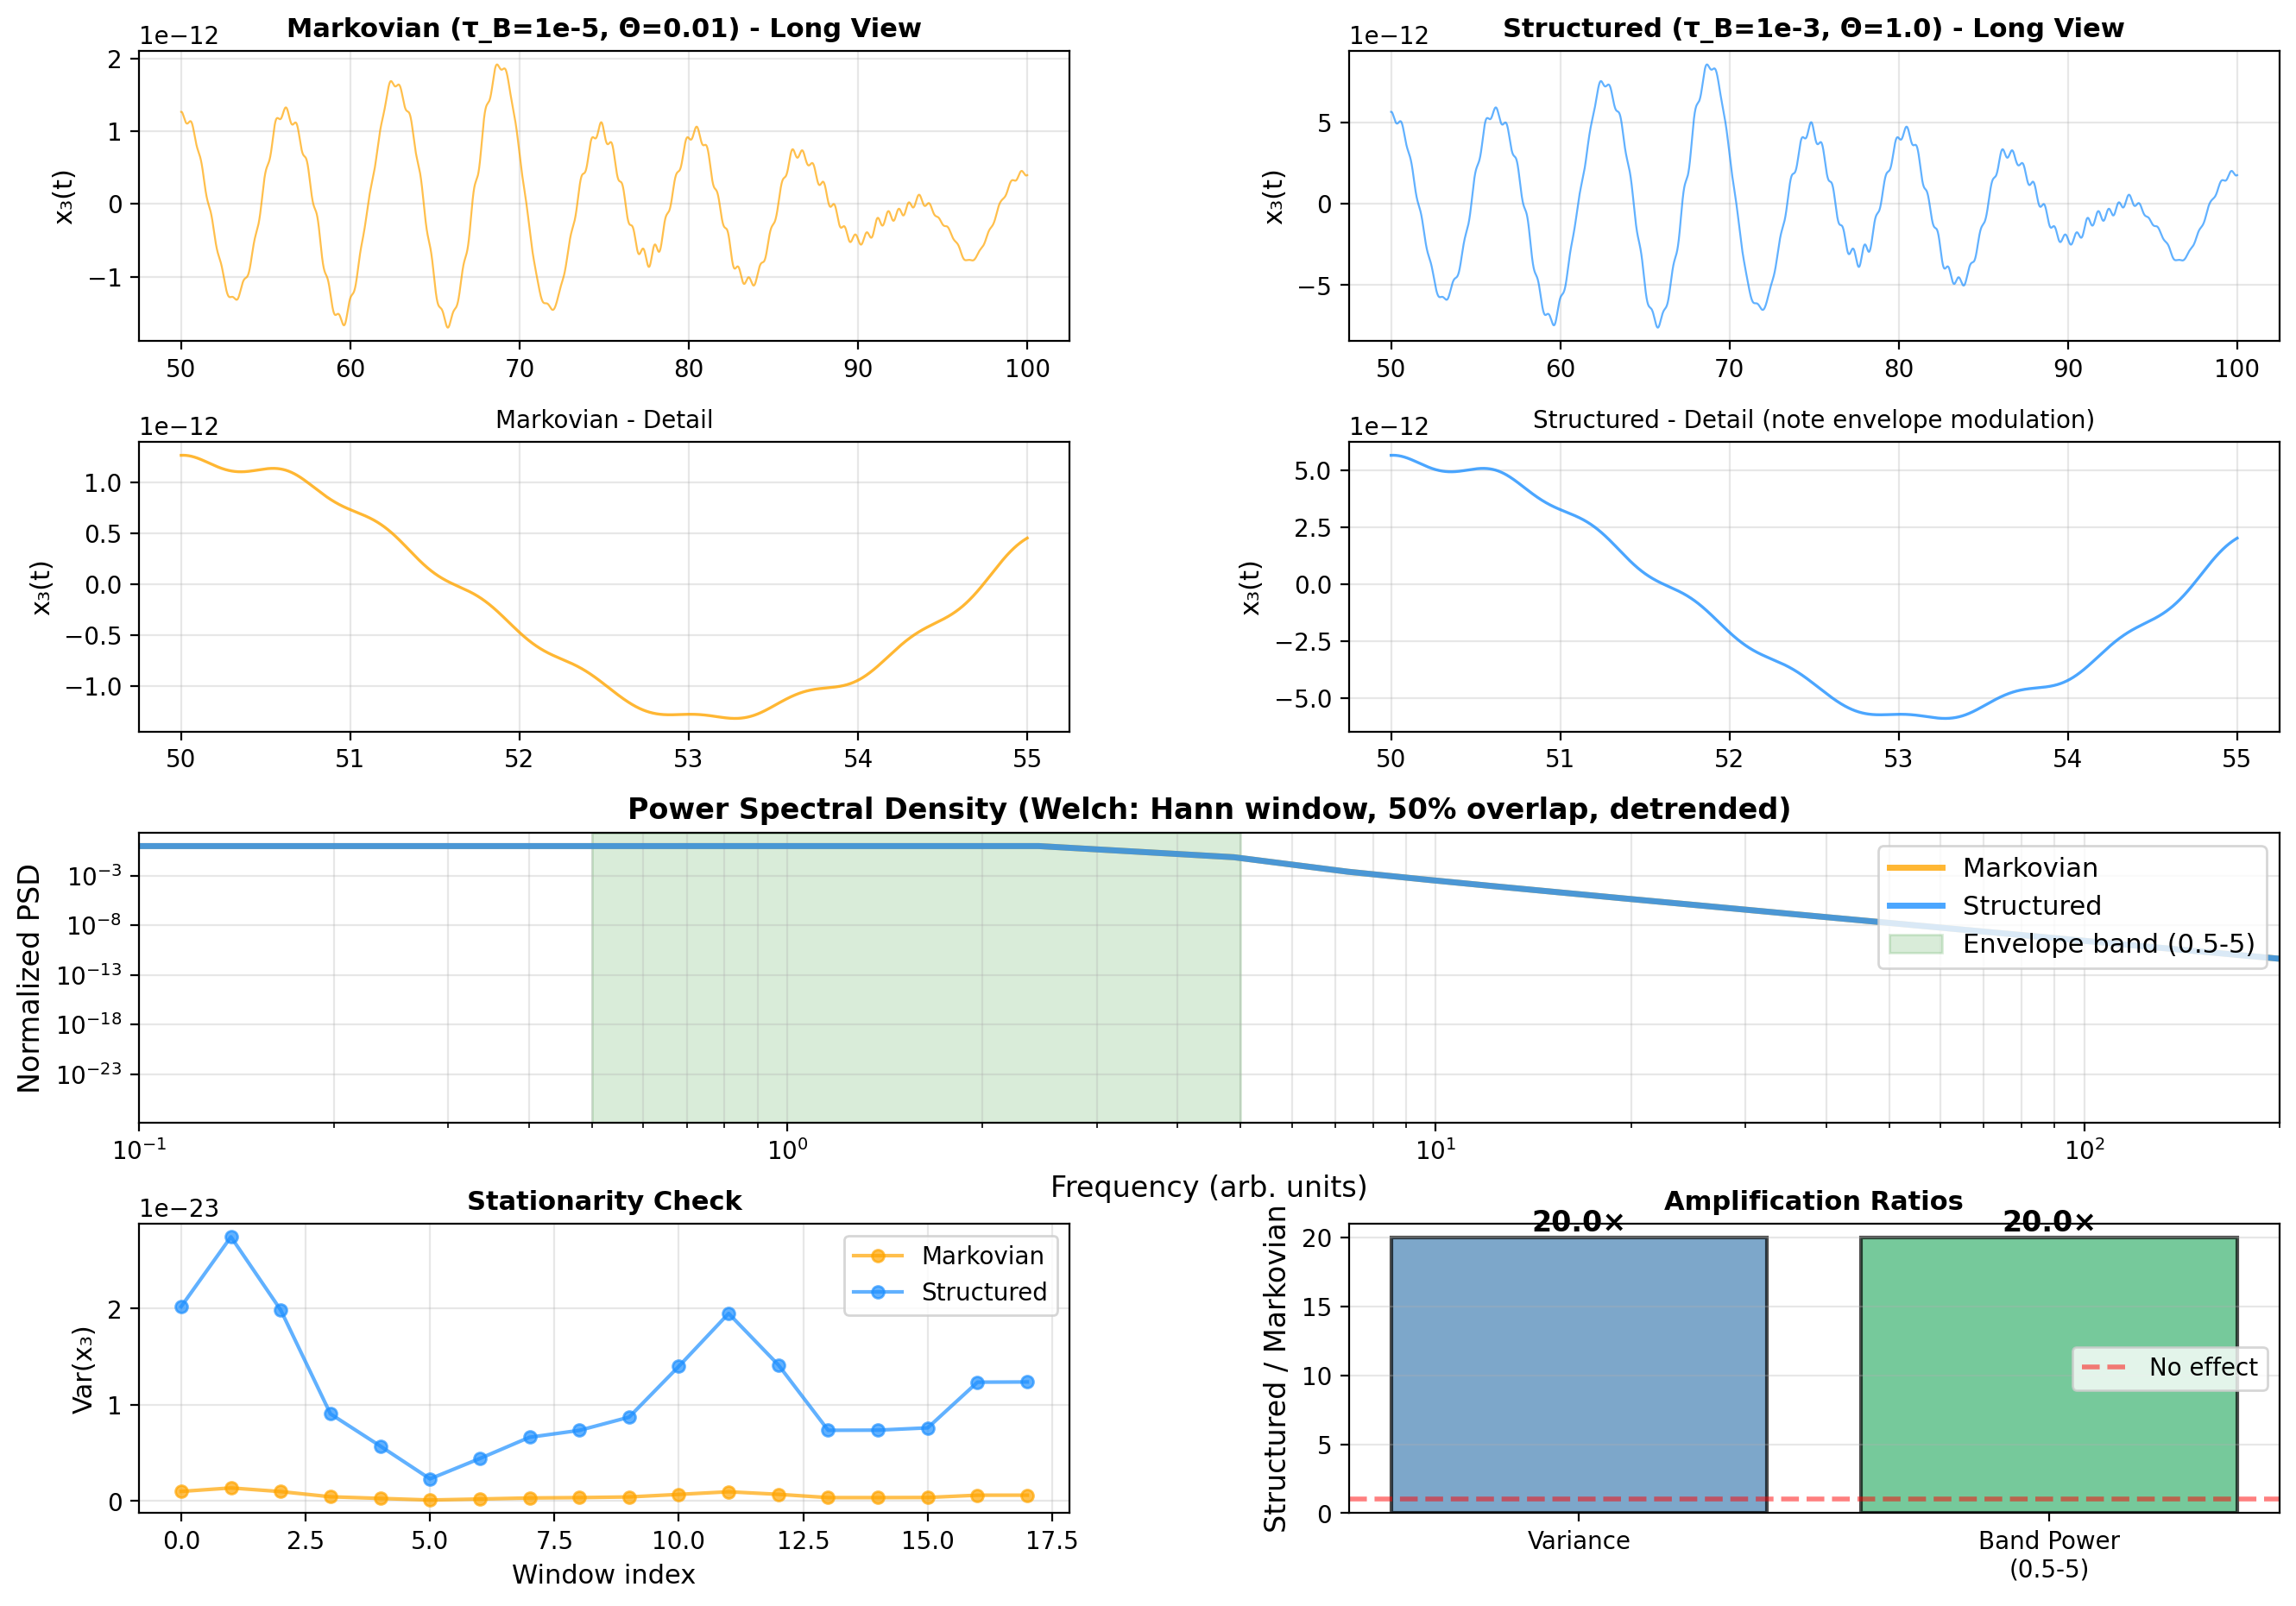 Markovian (τ_B=1e-5, Θ=0.01) - Long View
1e−12
x₃(t)
2
1
0
−1
50 60 70 80 90 100
Structured (τ_B=1e-3, Θ=1.0) - Long View
1e−12
x₃(t)
5
0
−5
50 60 70 80 90 100
Markovian - Detail
1e−12
x₃(t)
1.0
0.5
0.0
−0.5
−1.0
50 51 52 53 54 55
Structured - Detail (note envelope modulation)
1e−12
x₃(t)
5.0
2.5
0.0
−2.5
−5.0
50 51 52 53 54 55
Power Spectral Density (Welch: Hann window, 50% overlap, detrended)
Normalized PSD
10⁻³
10⁻⁸
10⁻¹³
10⁻¹⁸
10⁻²³
Markovian
Structured
Envelope band (0.5-5)
10⁻¹ 10⁰ 10¹ 10²
Frequency (arb. units)
Stationarity Check
1e−23
Var(x₃)
2
1
0
Markovian
Structured
0.0 2.5 5.0 7.5 10.0 12.5 15.0 17.5
Window index
Amplification Ratios
20.0× 20.0×
Structured / Markovian
20
15
10
5
0
No effect
Variance
Band Power
(0.5-5)